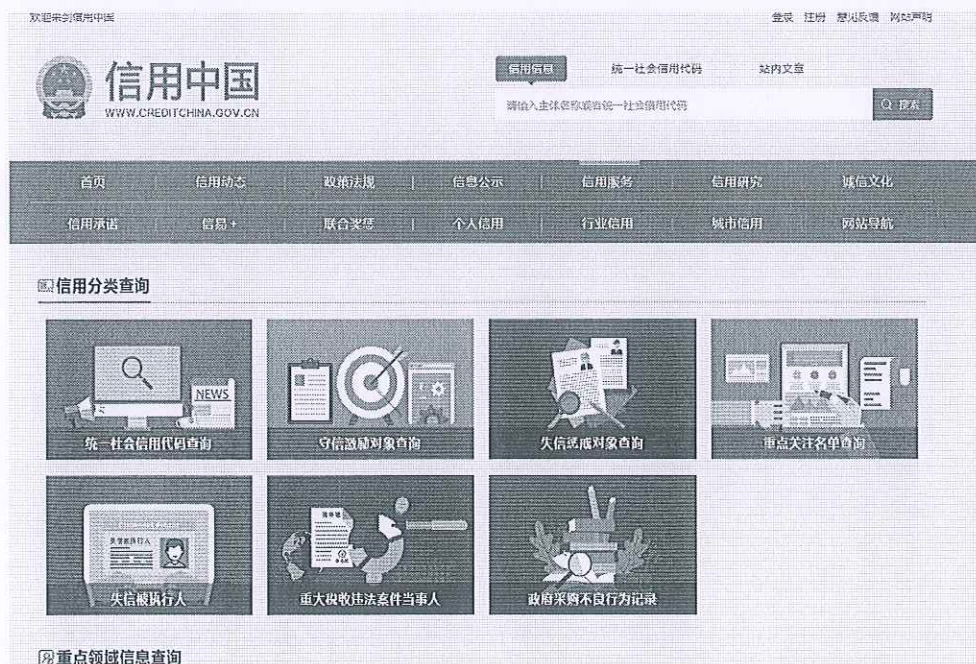 欢迎来到信用中国
登录 注册 意见反馈 网站声明
信用中国
WWW.CREDITCHINA.GOV.CN
信用信息 统一社会信用代码 站内文章
请输入主体名称或者统一社会信用代码
搜索
首页 信用动态 政策法规 信息公示 信用服务 信用研究 诚信文化
信用承诺 信易+ 联合奖惩 个人信用 行业信用 城市信用 网站导航
信用分类查询
NEWS
统一社会信用代码查询 守信激励对象查询 失信惩戒对象查询 重点关注名单查询
失信被执行人
失信被执行人 重大税收违法案件当事人 政府采购不良行为记录
重点领域信息查询